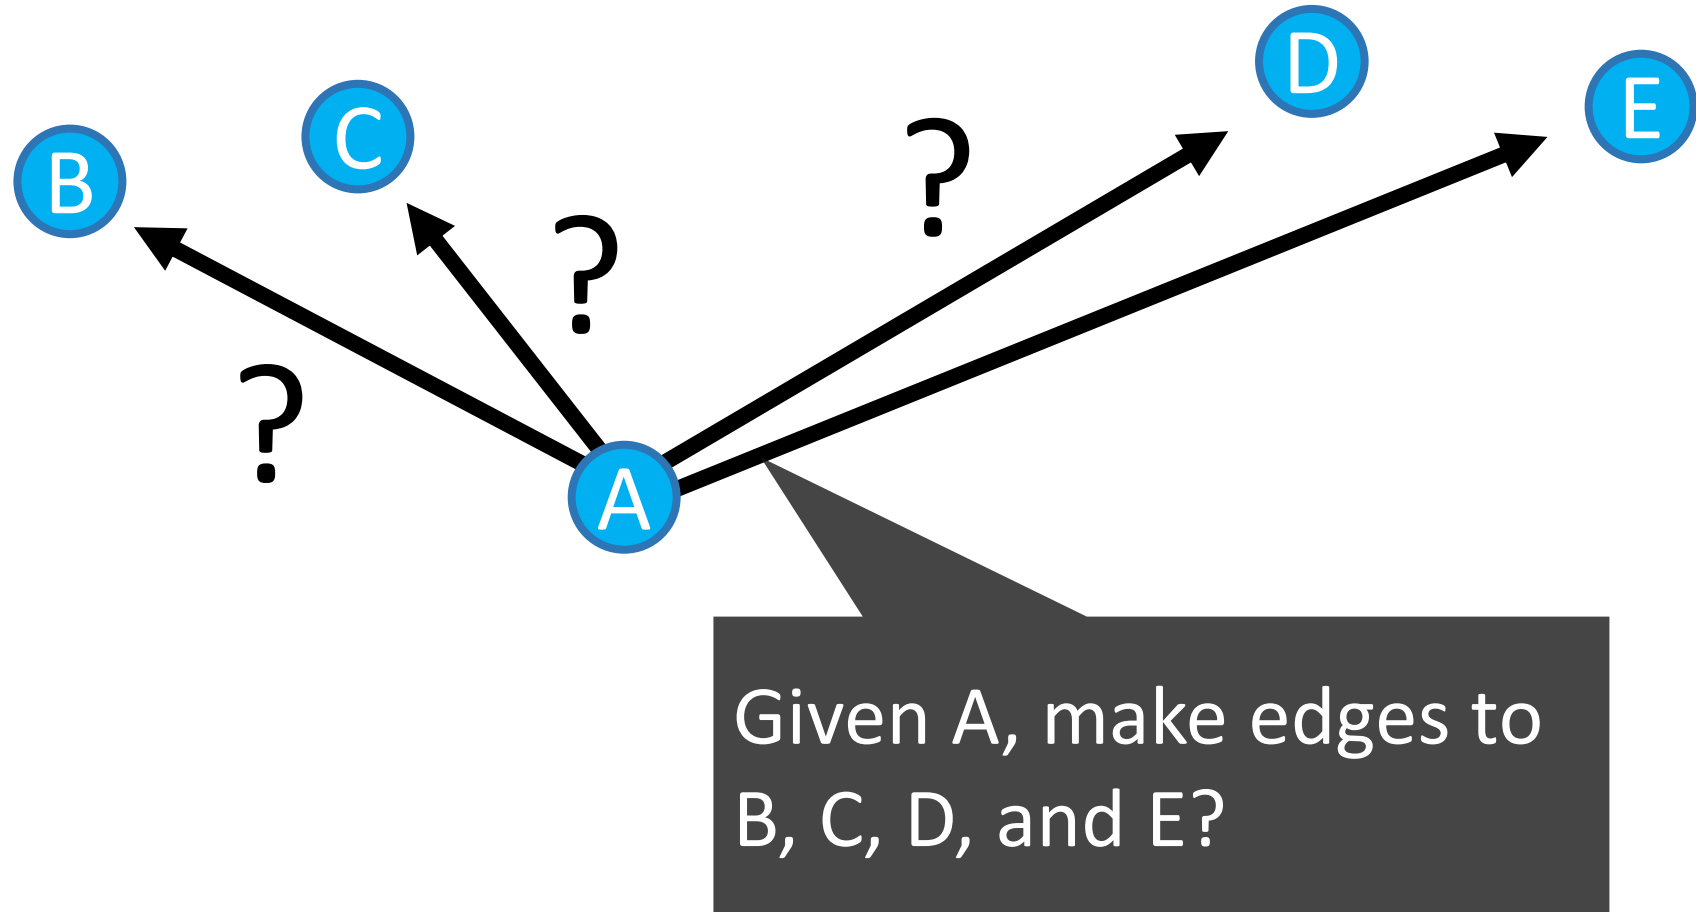 D
E
C
B
?
?
?
A
Given A, make edges to
B, C, D, and E?